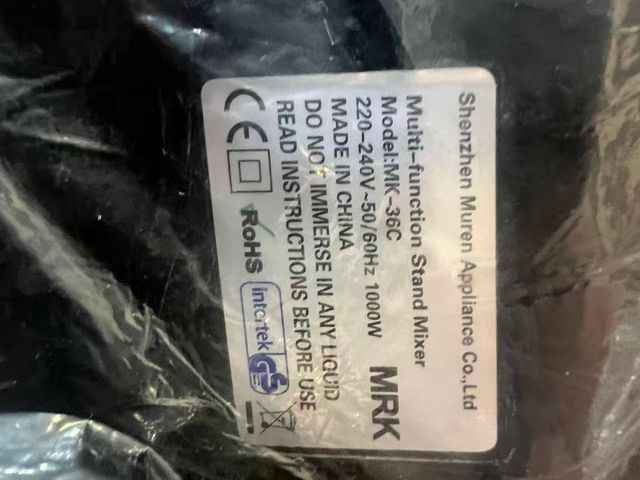 Shenzhen Muren Appliance Co.,Ltd
Multi-function Stand Mixer
Model:MK-36C
220-240V~50/60Hz 1000W
MRK
MADE IN CHINA
DO NOT IMMERSE IN ANY LIQUID
READ INSTRUCTIONS BEFORE USE
CE
RoHS
intertek
GS